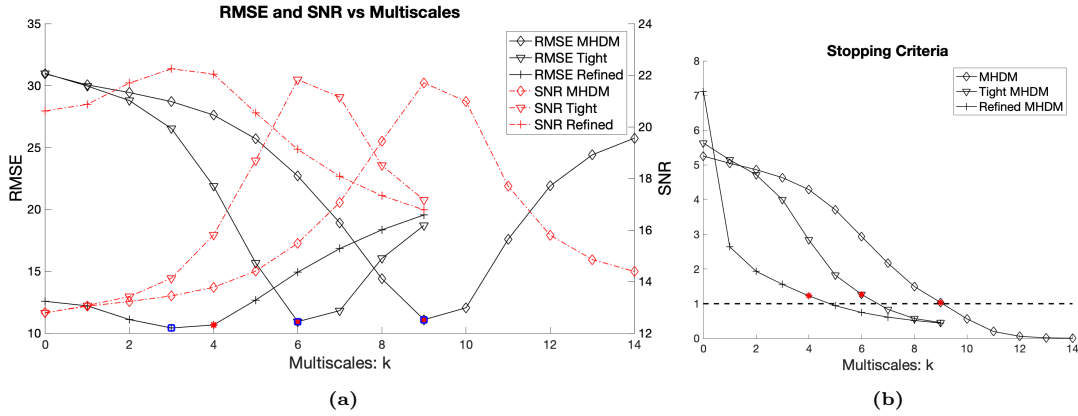 RMSE and SNR vs Multiscales
35
30
25
20
15
10
RMSE
24
22
20
18
16
14
12
SNR
0 2 4 6 8 10 12 14
Multiscales: k
RMSE MHDM
RMSE Tight
RMSE Refined
SNR MHDM
SNR Tight
SNR Refined
(a)
Stopping Criteria
8
7
6
5
4
3
2
1
0
0 2 4 6 8 10 12 14
Multiscales: k
MHDM
Tight MHDM
Refined MHDM
(b)